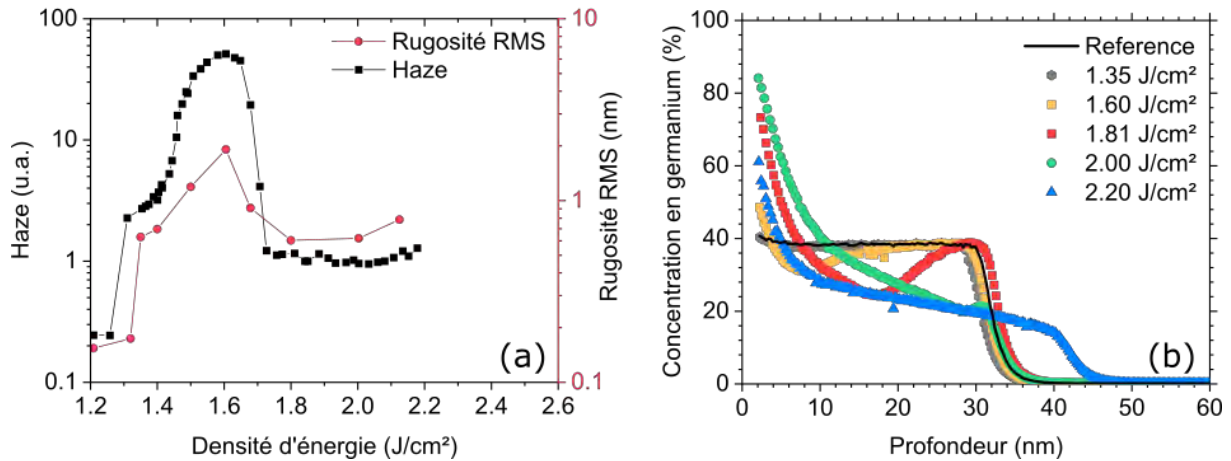 Haze (u.a.)
100
10
1
0.1
Rugosité RMS
Haze
(a)
10
1
0.1
Rugosité RMS (nm)
1.2 1.4 1.6 1.8 2.0 2.2 2.4 2.6
Densité d'énergie (J/cm²)
Concentration en germanium (%)
100
80
60
40
20
0
Reference
1.35 J/cm²
1.60 J/cm²
1.81 J/cm²
2.00 J/cm²
2.20 J/cm²
(b)
0 10 20 30 40 50 60
Profondeur (nm)